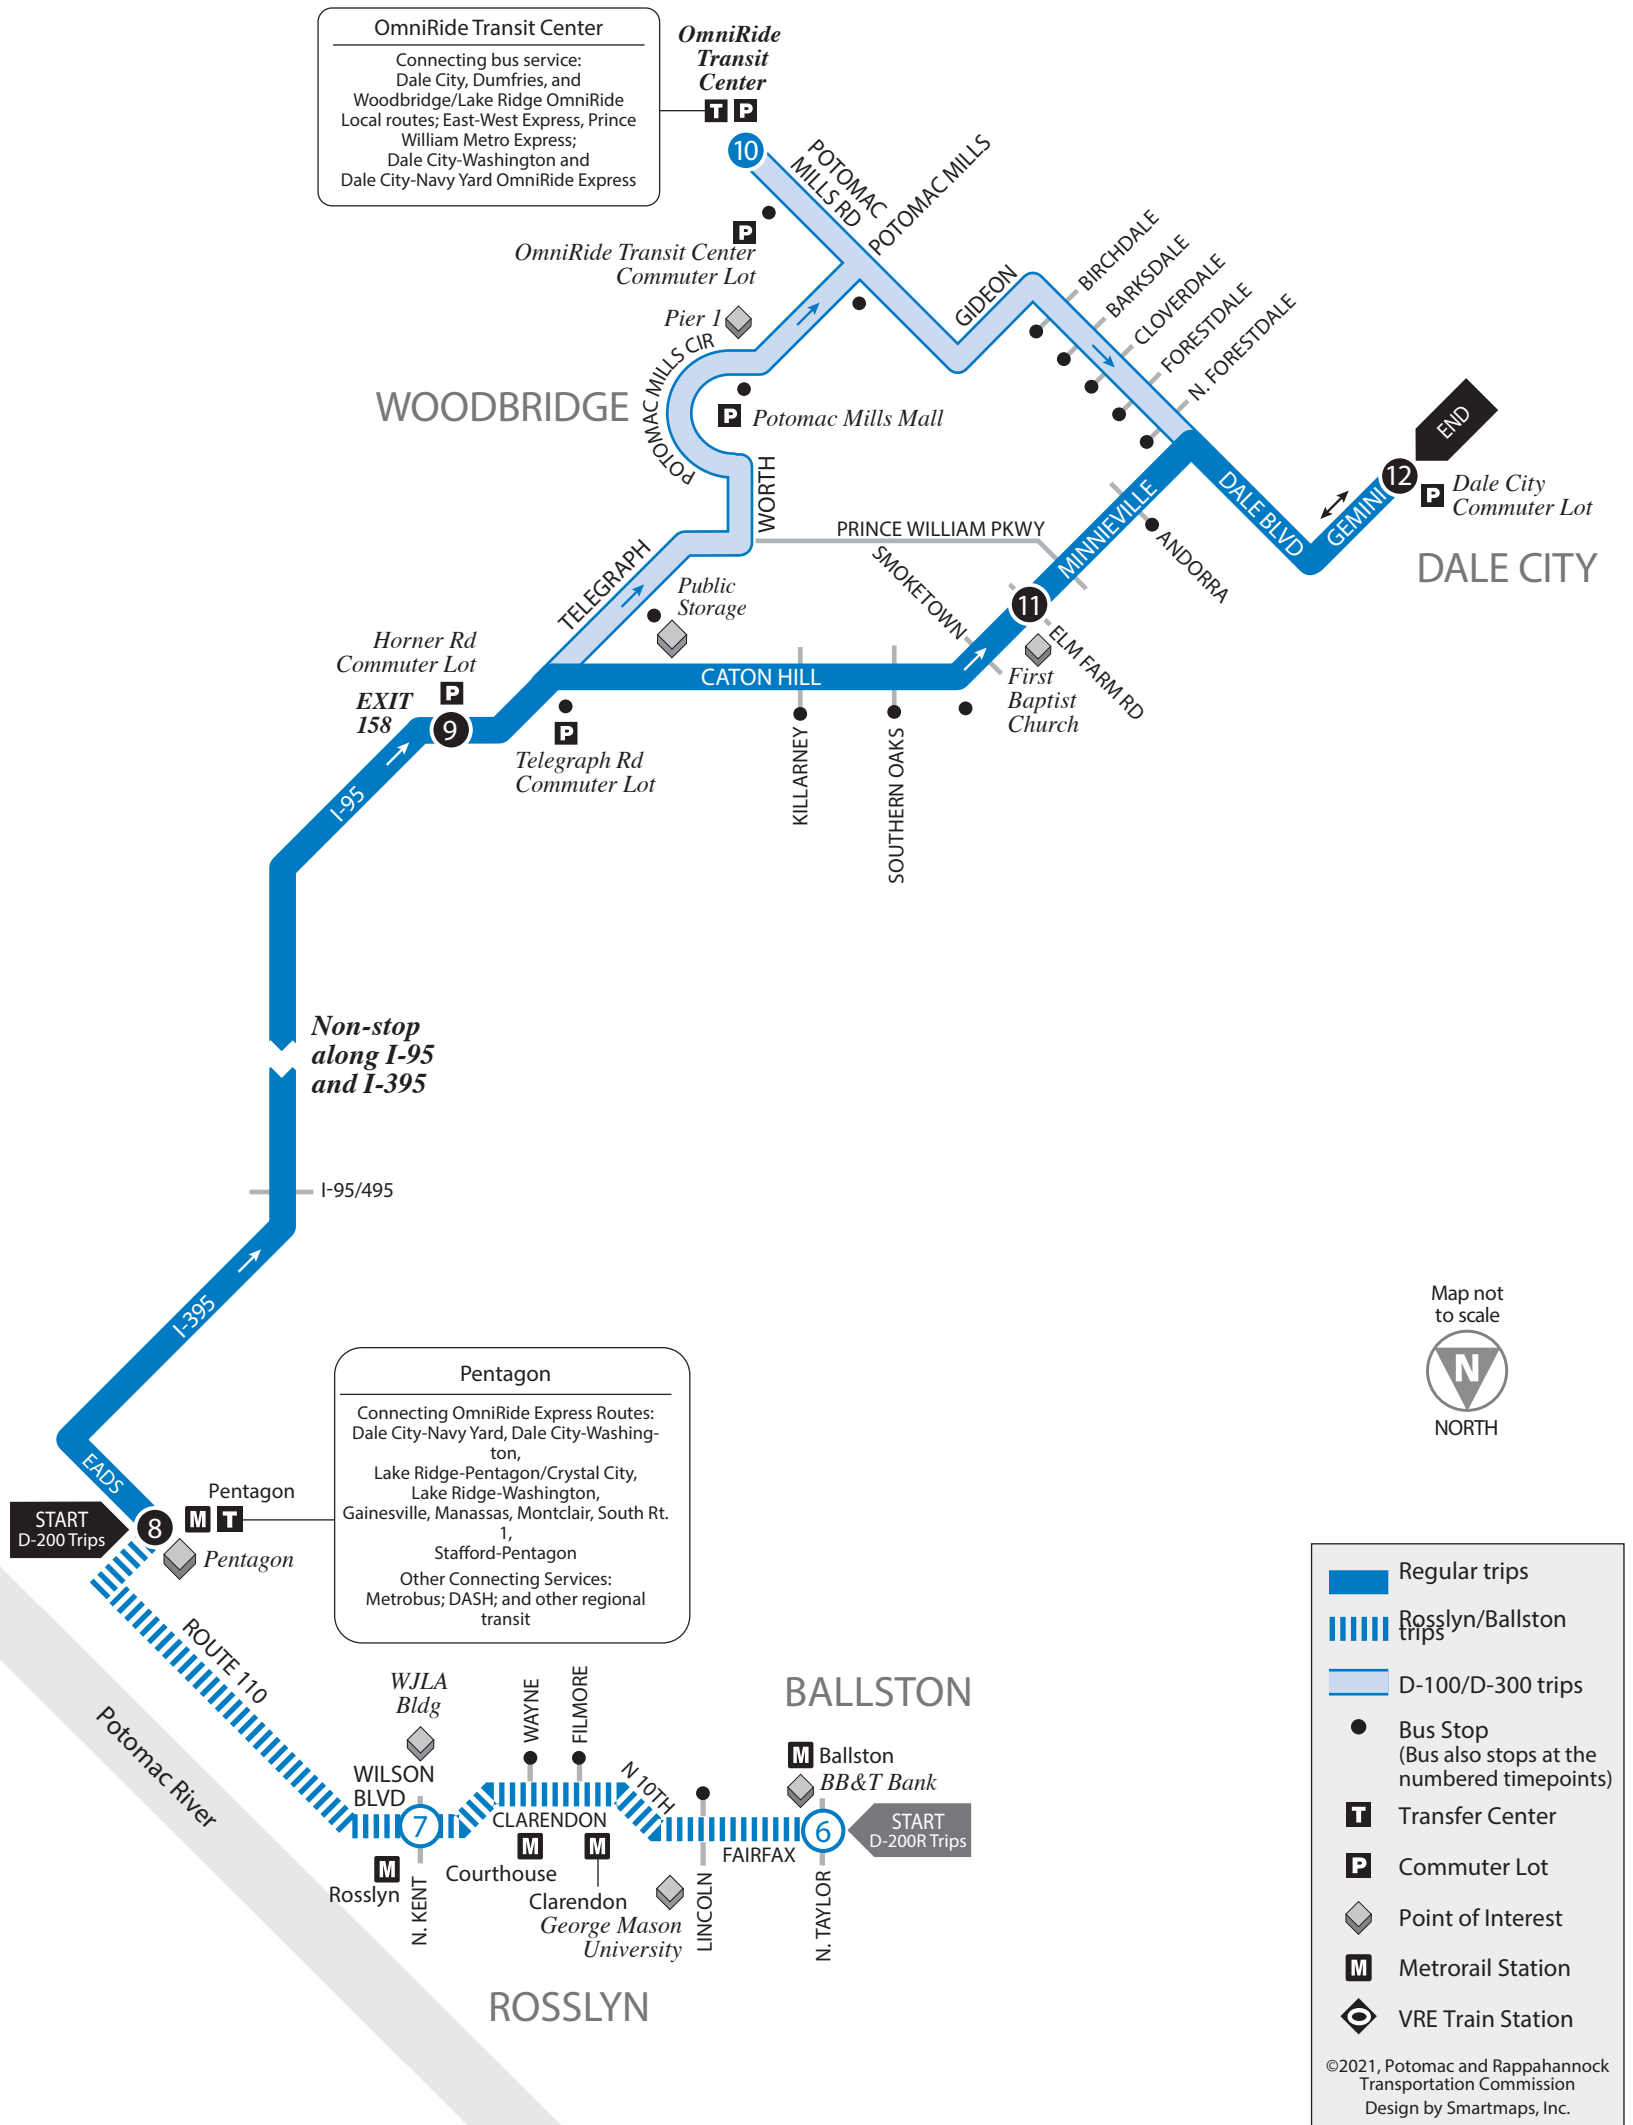 OmniRide Transit Center
Connecting bus service:
Dale City, Dumfries, and
Woodbridge/Lake Ridge OmniRide
Local routes; East-West Express, Prince
William Metro Express;
Dale City-Washington and
Dale City-Navy Yard OmniRide Express
OmniRide
Transit
Center
T P
10
POTOMAC
MILLS RD
POTOMAC MILLS
P
OmniRide Transit Center
Commuter Lot
Pier 1
POTOMAC MILLS CIR
WOODBRIDGE
P
Potomac Mills Mall
GIDEON
BIRCHDALE
BARKSDALE
CLOVERDALE
FORESTDALE
N. FORESTDALE
END
12
P
Dale City
Commuter Lot
DALE CITY
GEMINI
DALE BLVD
MINNIEVILLE
ANDORRA
WORTH
PRINCE WILLIAM PKWY
SMOKETOWN
11
ELM FARM RD
First
Baptist
Church
TELEGRAPH
Public
Storage
Horner Rd
Commuter Lot
P
EXIT
158
9
CATON HILL
P
Telegraph Rd
Commuter Lot
KILLARNEY
SOUTHERN OAKS
I-95
Non-stop
along I-95
and I-395
I-95/495
I-395
Map not
to scale
N
NORTH
Pentagon
Connecting OmniRide Express Routes:
Dale City-Navy Yard, Dale City-Washing-
ton,
Lake Ridge-Pentagon/Crystal City,
Lake Ridge-Washington,
Gainesville, Manassas, Montclair, South Rt.
1,
Stafford-Pentagon
Other Connecting Services:
Metrobus; DASH; and other regional
transit
EADS
START
D-200 Trips
8
Pentagon
M T
Pentagon
ROUTE 110
Potomac River
WJLA
Bldg
WILSON
BLVD
7
M
Rosslyn
N. KENT
WAYNE
FILMORE
CLARENDON
M
Courthouse
M
Clarendon
N 10TH
George Mason
University
LINCOLN
FAIRFAX
BALLSTON
M Ballston
BB&T Bank
6
START
D-200R Trips
N. TAYLOR
ROSSLYN
Regular trips
Rosslyn/Ballston
trips
D-100/D-300 trips
Bus Stop
(Bus also stops at the
numbered timepoints)
T Transfer Center
P Commuter Lot
Point of Interest
M Metrorail Station
VRE Train Station
©2021, Potomac and Rappahannock
Transportation Commission
Design by Smartmaps, Inc.